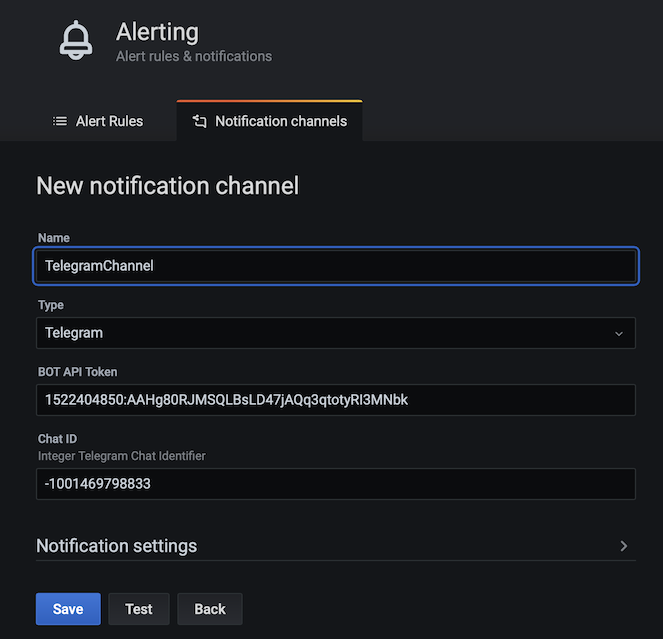 Alerting
Alert rules & notifications
Alert Rules
Notification channels
New notification channel
Name
TelegramChannel
Type
Telegram
BOT API Token
1522404850:AAHg80RJMSQLBsLD47jAQq3qtotyRI3MNbk
Chat ID
Integer Telegram Chat Identifier
-1001469798833
Notification settings
Save
Test
Back